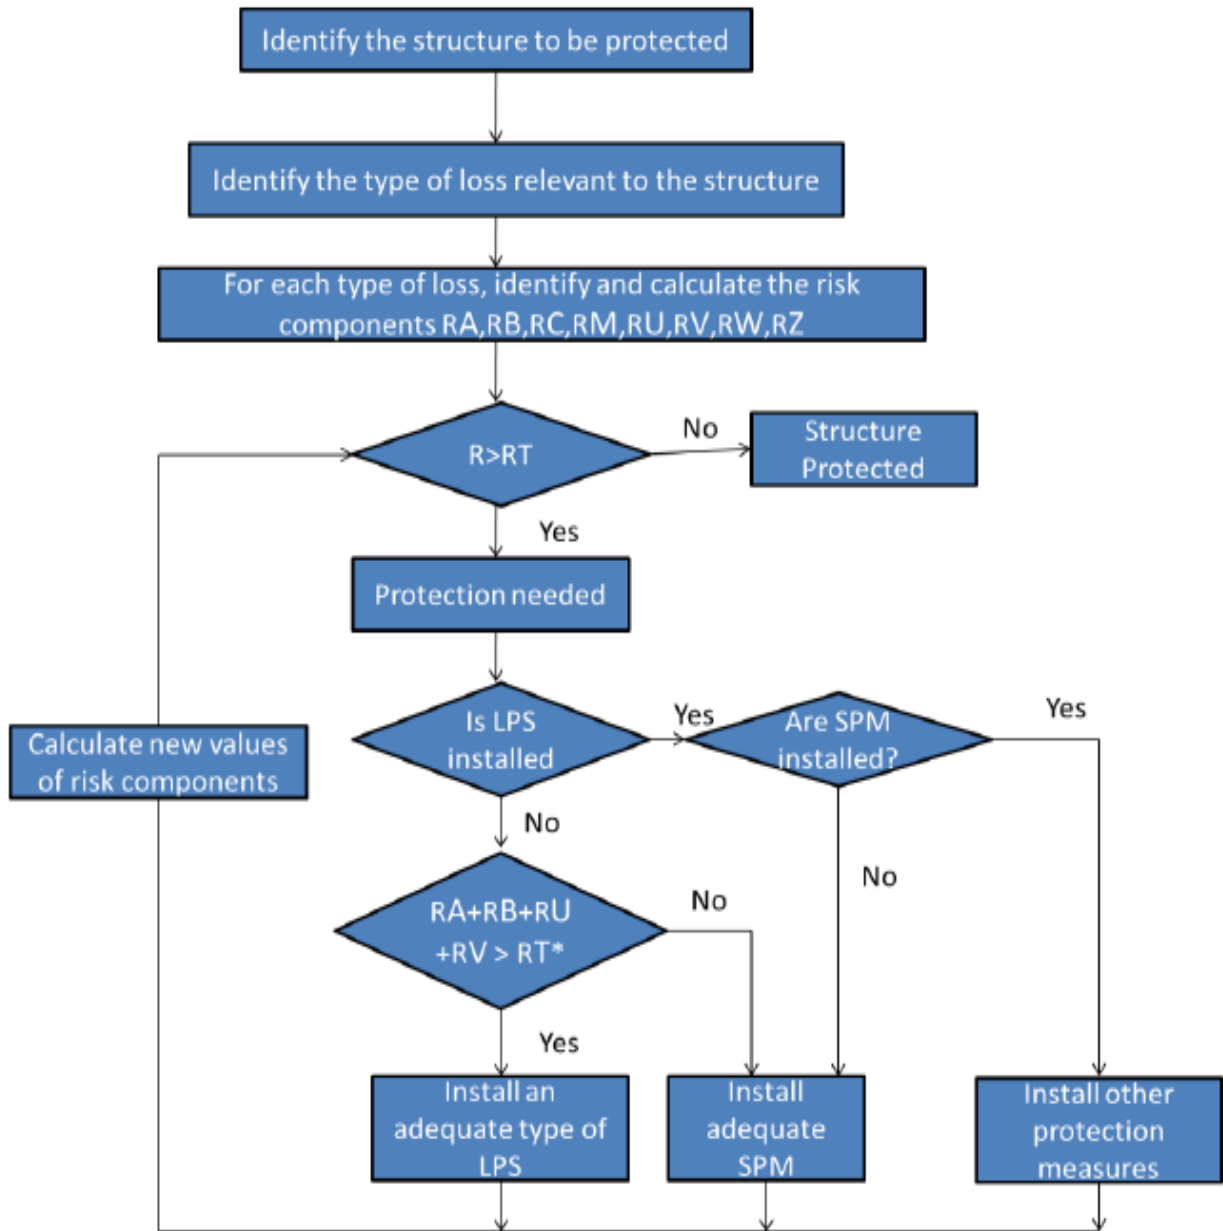 Identify the structure to be protected
Identify the type of loss relevant to the structure
For each type of loss, identify and calculate the risk
components RA,RB,RC,RM,RU,RV,RW,RZ
R>RT
No
Structure
Protected
Yes
Protection needed
Is LPS
installed
Yes
Are SPM
installed?
Yes
Calculate new values
of risk components
No
No
RA+RB+RU
+RV > RT*
No
Yes
Install an
adequate type of
LPS
Install
adequate
SPM
Install other
protection
measures